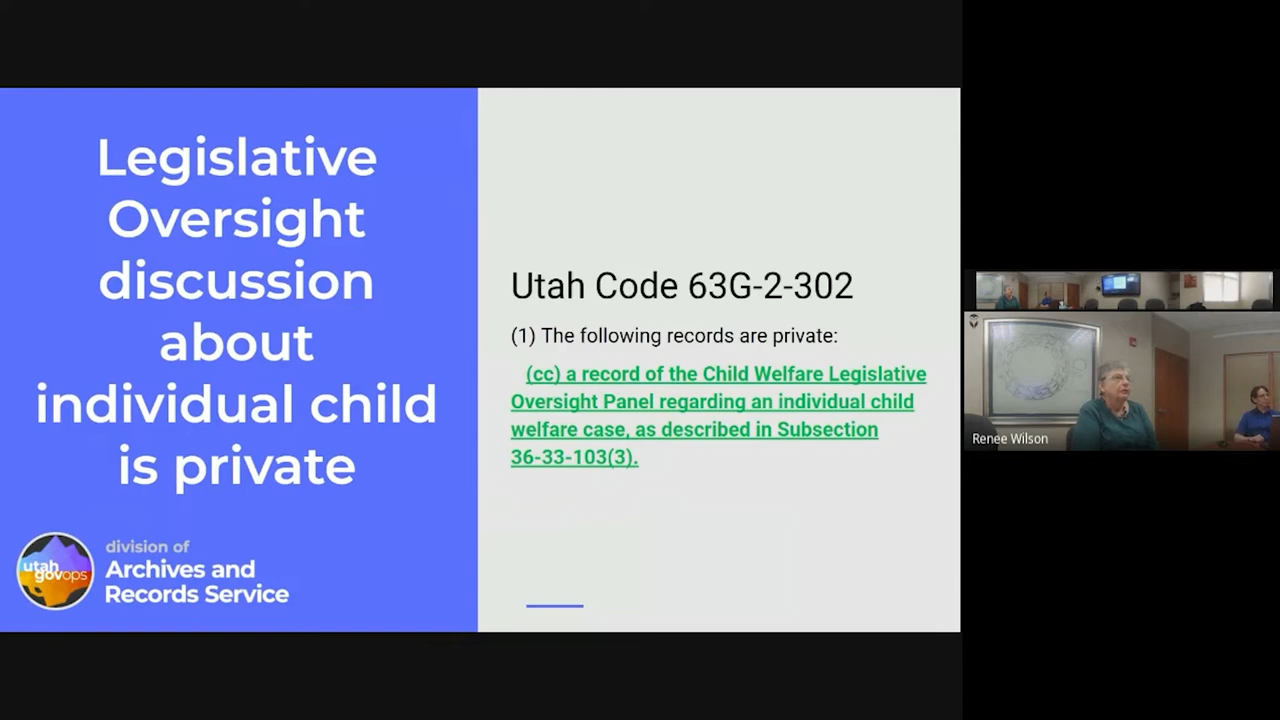 Legislative
Oversight
discussion
about
individual child
is private
utah
govops
division of
Archives and
Records Service
Utah Code 63G-2-302
(1) The following records are private:
(cc) a record of the Child Welfare Legislative
Oversight Panel regarding an individual child
welfare case, as described in Subsection
36-33-103(3).
Renee Wilson